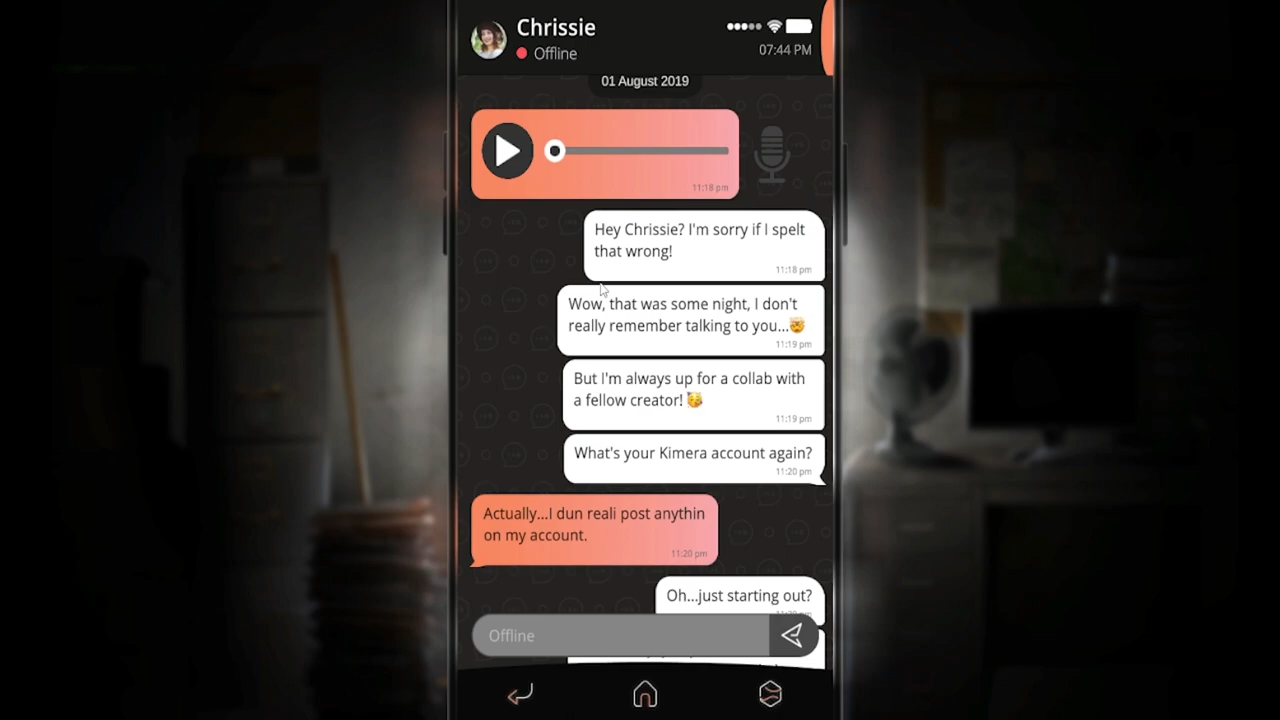 Chrissie
Offline
07:44 PM
01 August 2019
11:18 pm
Hey Chrissie? I'm sorry if I spelt
that wrong!
11:18 pm
Wow, that was some night, I don't
really remember talking to you...🤯
11:19 pm
But I'm always up for a collab with
a fellow creator! 🥳
11:19 pm
What's your Kimera account again?
11:20 pm
Actually...I dun reali post anythin
on my account.
11:20 pm
Oh...just starting out?
Offline